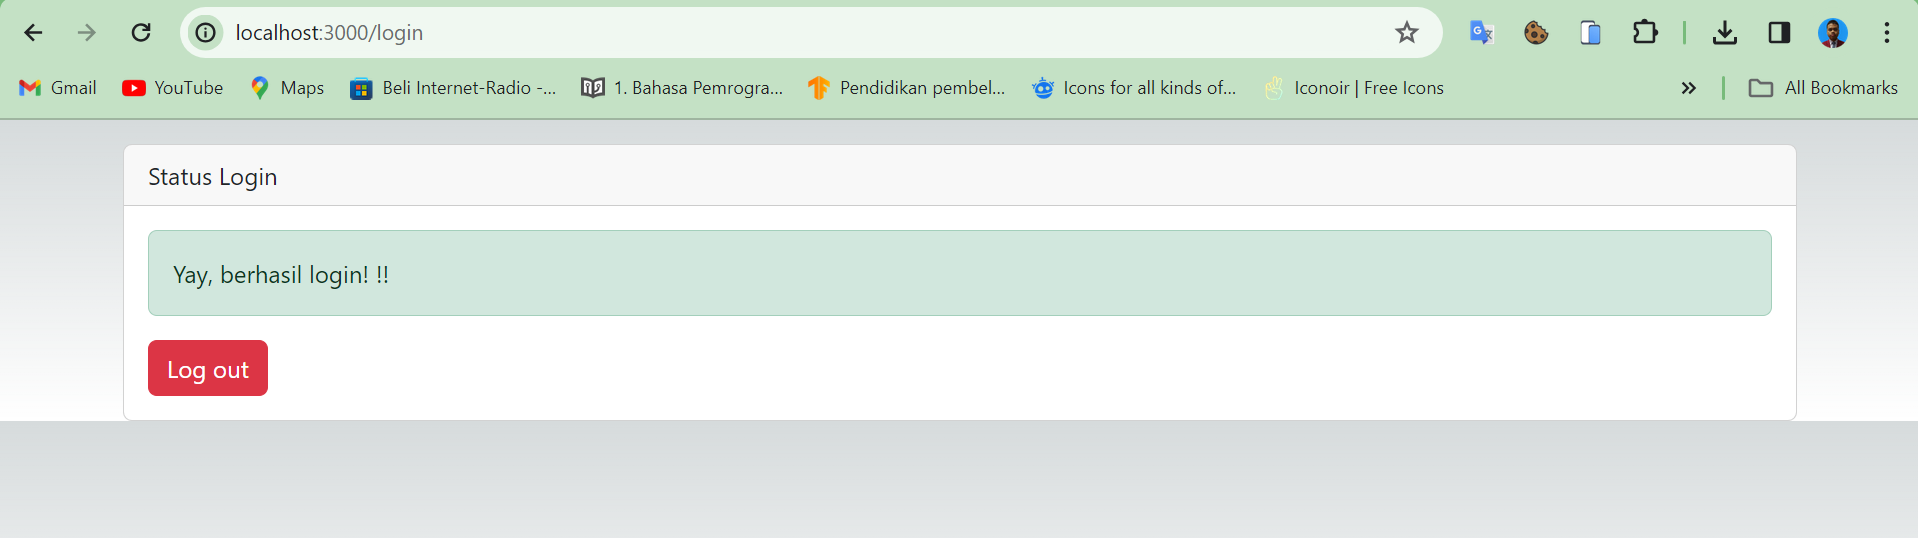 localhost:3000/login
Gmail YouTube Maps Beli Internet-Radio -... 1. Bahasa Pemrogra... Pendidikan pembel... Icons for all kinds of... Iconoir | Free Icons » All Bookmarks
Status Login
Yay, berhasil login! !!
Log out